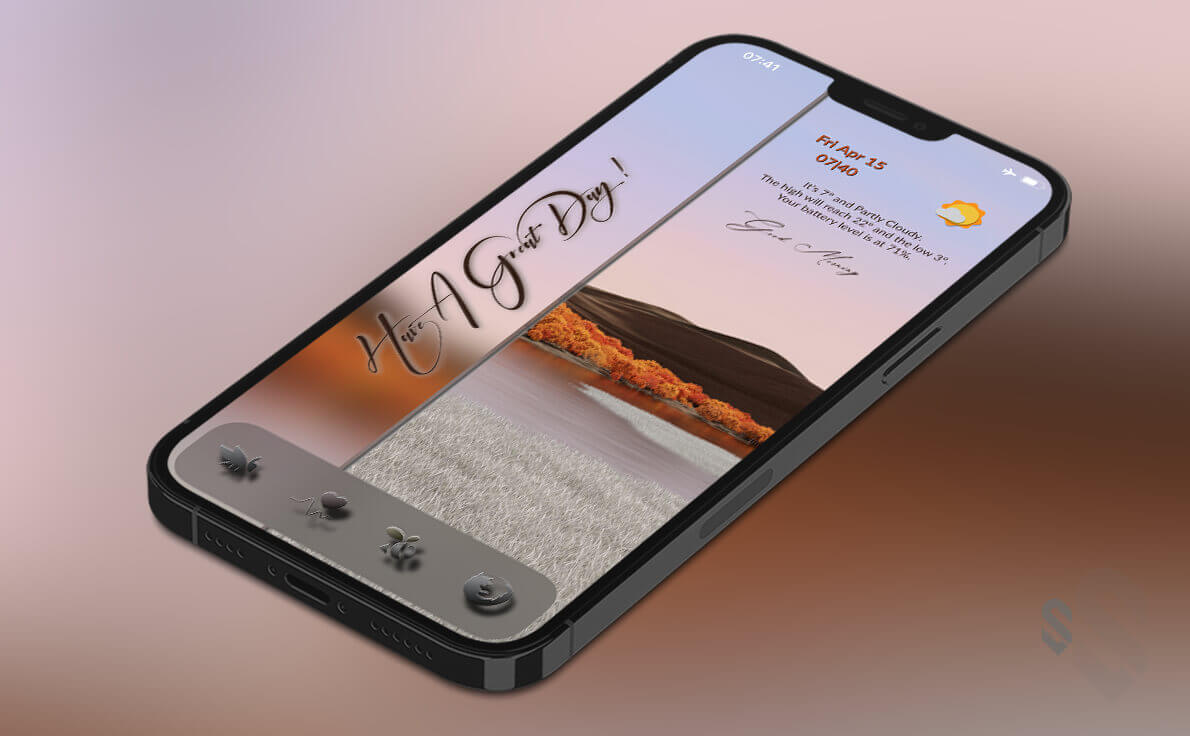 07:41
Fri Apr 15
07|40
It's 7° and Partly Cloudy.
The high will reach 22° and the low 3°.
Your battery level is at 71%.
Good Morning
Have A Great Day !
S